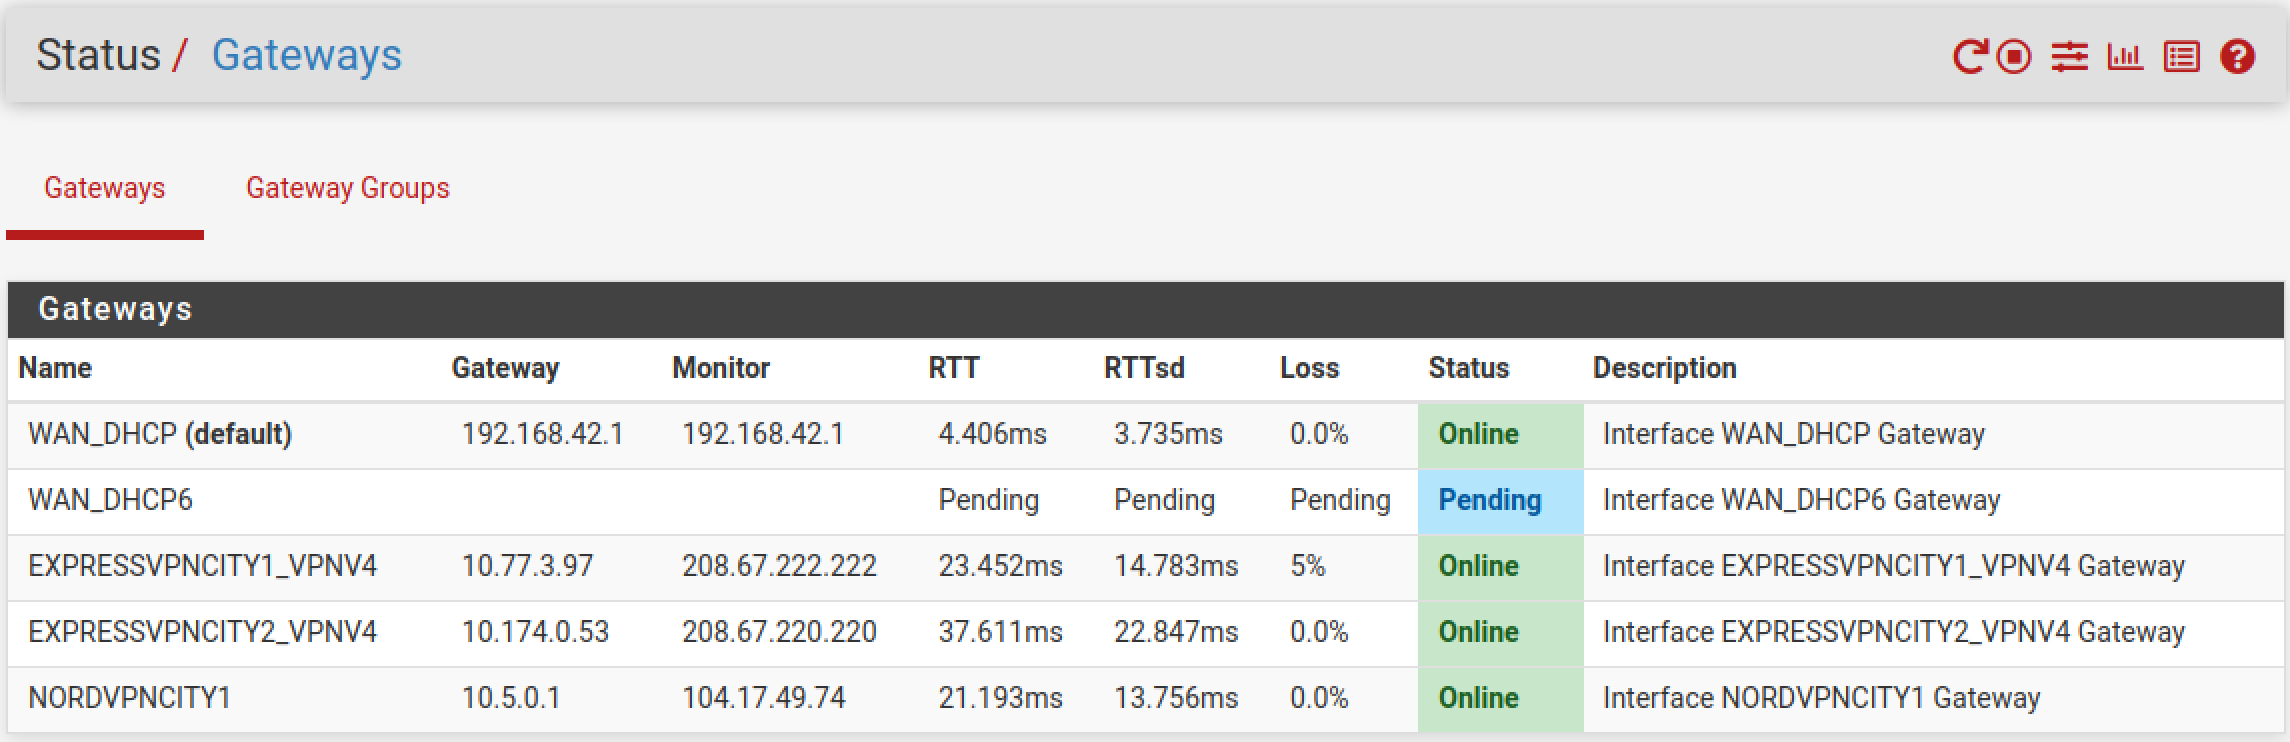 Status / Gateways
Gateways Gateway Groups
Gateways
Name Gateway Monitor RTT RTTsd Loss Status Description
WAN_DHCP (default) 192.168.42.1 192.168.42.1 4.406ms 3.735ms 0.0% Online Interface WAN_DHCP Gateway
WAN_DHCP6 Pending Pending Pending Pending Interface WAN_DHCP6 Gateway
EXPRESSVPNCITY1_VPNV4 10.77.3.97 208.67.222.222 23.452ms 14.783ms 5% Online Interface EXPRESSVPNCITY1_VPNV4 Gateway
EXPRESSVPNCITY2_VPNV4 10.174.0.53 208.67.220.220 37.611ms 22.847ms 0.0% Online Interface EXPRESSVPNCITY2_VPNV4 Gateway
NORDVPNCITY1 10.5.0.1 104.17.49.74 21.193ms 13.756ms 0.0% Online Interface NORDVPNCITY1 Gateway